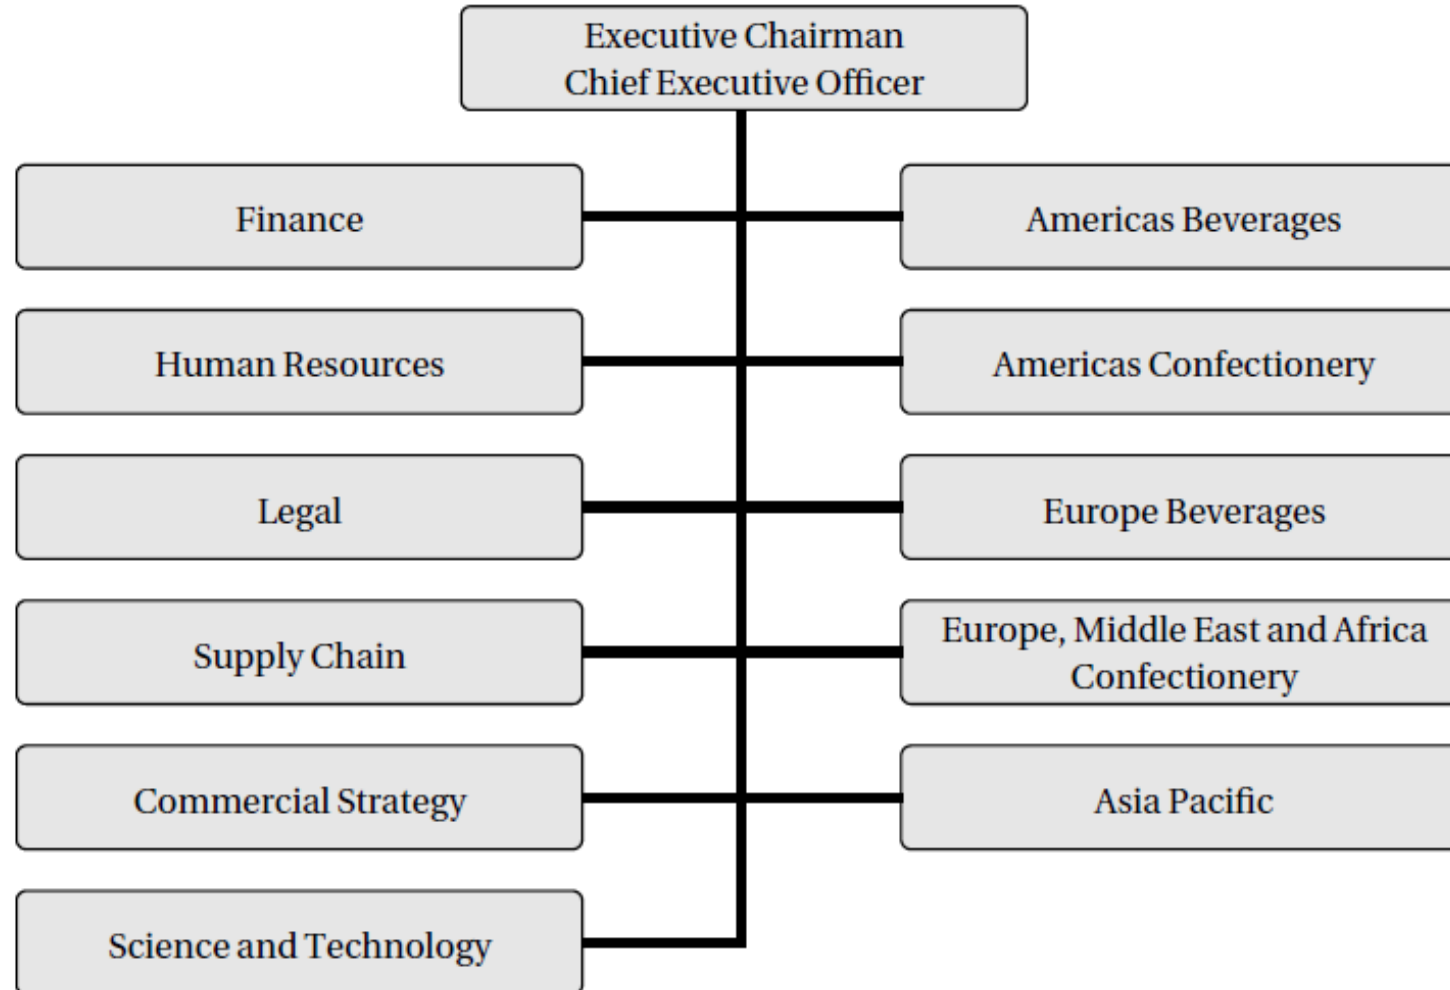 Executive Chairman
Chief Executive Officer
Finance
Americas Beverages
Human Resources
Americas Confectionery
Legal
Europe Beverages
Supply Chain
Europe, Middle East and Africa
Confectionery
Commercial Strategy
Asia Pacific
Science and Technology